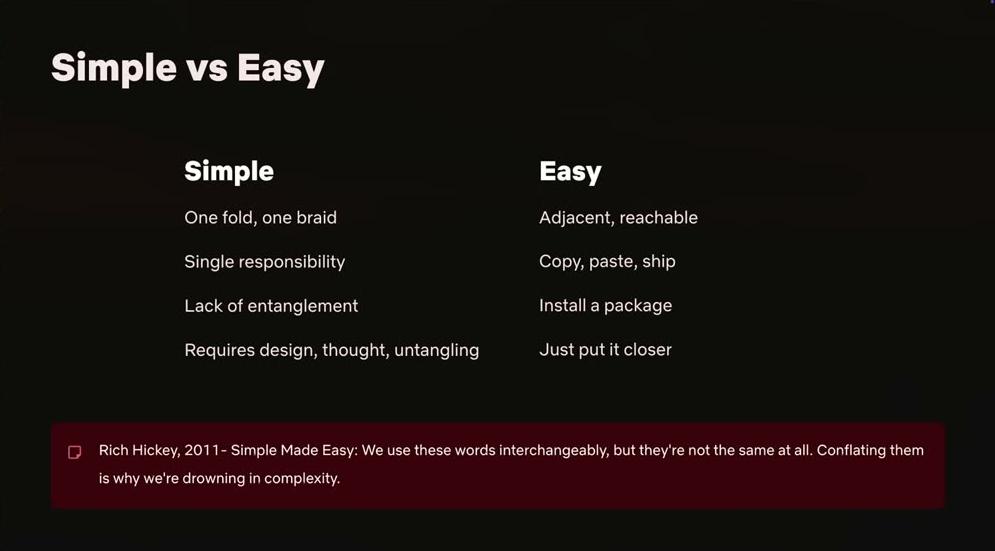 Simple vs Easy
Simple
One fold, one braid
Single responsibility
Lack of entanglement
Requires design, thought, untangling
Easy
Adjacent, reachable
Copy, paste, ship
Install a package
Just put it closer
Rich Hickey, 2011- Simple Made Easy: We use these words interchangeably, but they're not the same at all. Conflating them
is why we're drowning in complexity.